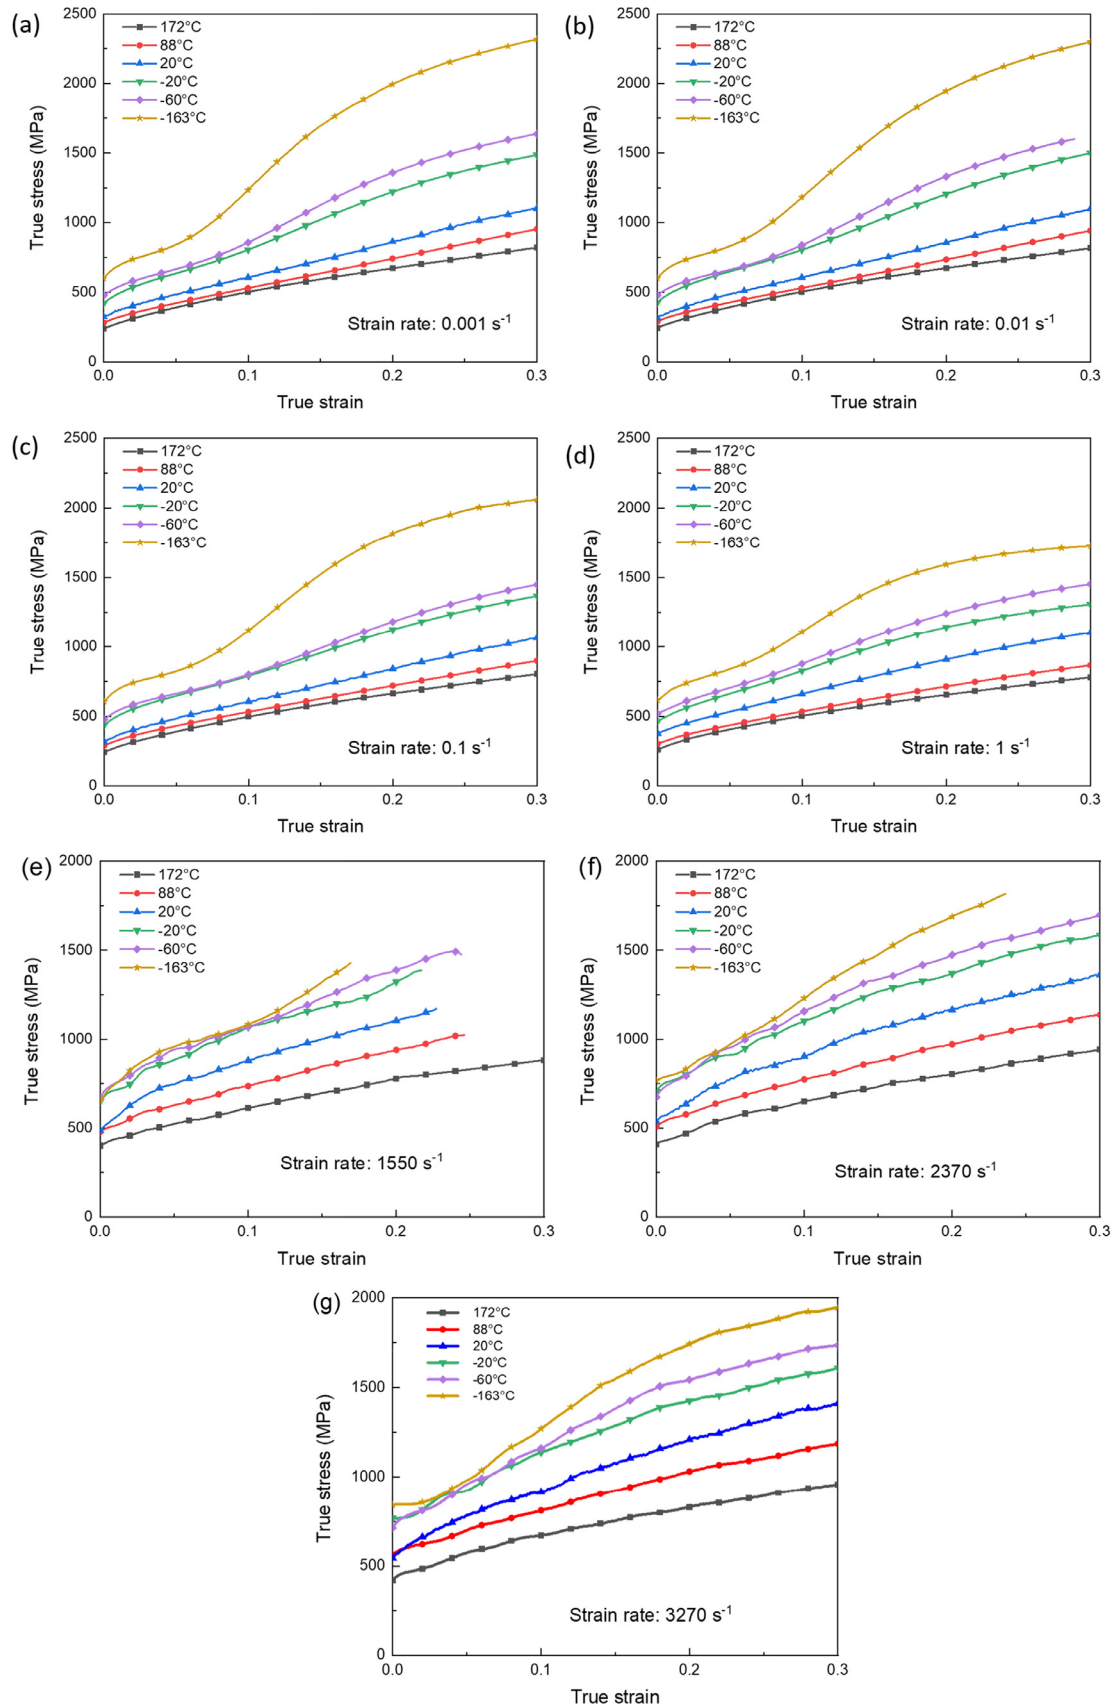 (a)
2500
2000
1500
1000
500
0
True stress (MPa)
172°C
88°C
20°C
-20°C
-60°C
-163°C
Strain rate: 0.001 s-1
0.0 0.1 0.2 0.3
True strain
(b)
2500
2000
1500
1000
500
0
True stress (MPa)
172°C
88°C
20°C
-20°C
-60°C
-163°C
Strain rate: 0.01 s-1
0.0 0.1 0.2 0.3
True strain
(c)
2500
2000
1500
1000
500
0
True stress (MPa)
172°C
88°C
20°C
-20°C
-60°C
-163°C
Strain rate: 0.1 s-1
0.0 0.1 0.2 0.3
True strain
(d)
2500
2000
1500
1000
500
0
True stress (MPa)
172°C
88°C
20°C
-20°C
-60°C
-163°C
Strain rate: 1 s-1
0.0 0.1 0.2 0.3
True strain
(e)
2000
1500
1000
500
0
True stress (MPa)
172°C
88°C
20°C
-20°C
-60°C
-163°C
Strain rate: 1550 s-1
0.0 0.1 0.2 0.3
True strain
(f)
2000
1500
1000
500
0
True stress (MPa)
172°C
88°C
20°C
-20°C
-60°C
-163°C
Strain rate: 2370 s-1
0.0 0.1 0.2 0.3
True strain
(g)
2000
1500
1000
500
0
True stress (MPa)
172°C
88°C
20°C
-20°C
-60°C
-163°C
Strain rate: 3270 s-1
0.0 0.1 0.2 0.3
True strain